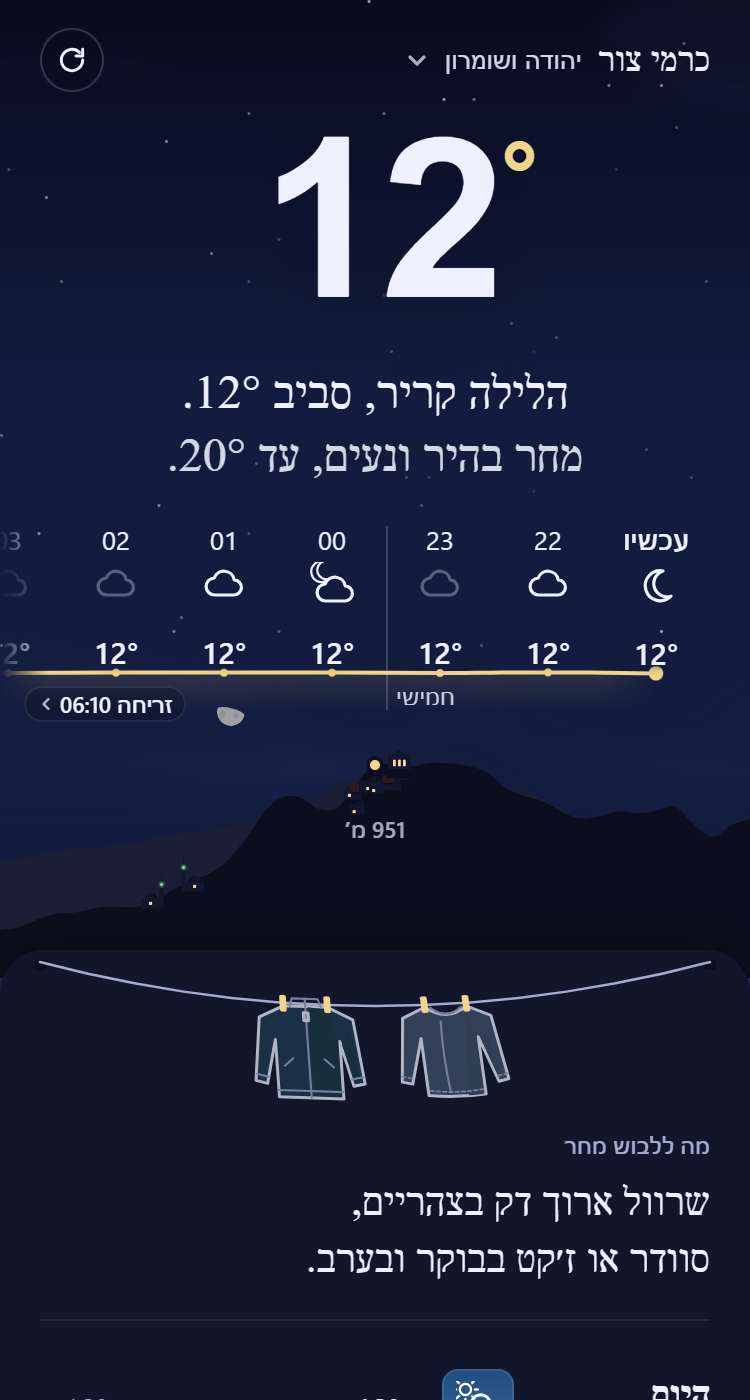 כרמי צור יהודה ושומרון
12°
הלילה קריר, סביב 12°.
מחר בהיר ונעים, עד 20°.
עכשיו 22 23 00 01 02
12° 12° 12° 12° 12° 12°
חמישי
זריחה 06:10
951 מ׳
מה ללבוש מחר
שרוול ארוך דק בצהריים,
סוודר או ז׳קט בבוקר ובערב.
היום